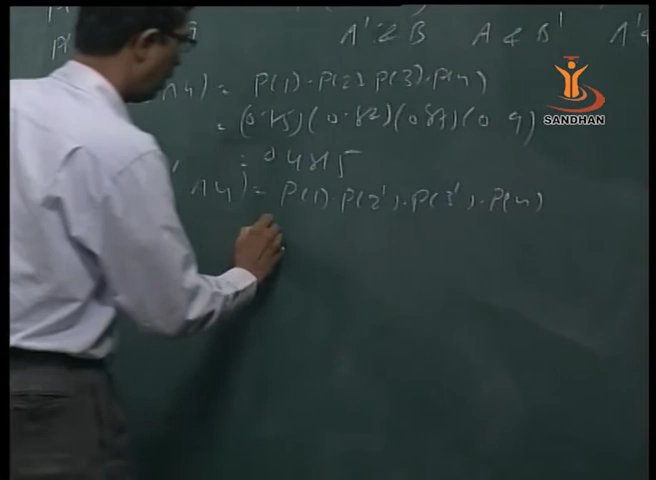 A' & B A & B' A' &
∩ 4) = P(1) · P(2) P(3) · P(4)
= (0.75) (0.82) (0.87) (0.9)
= 0.4815
∩ 4) = P(1) P(2') · P(3') · P(4)
SANDHAN